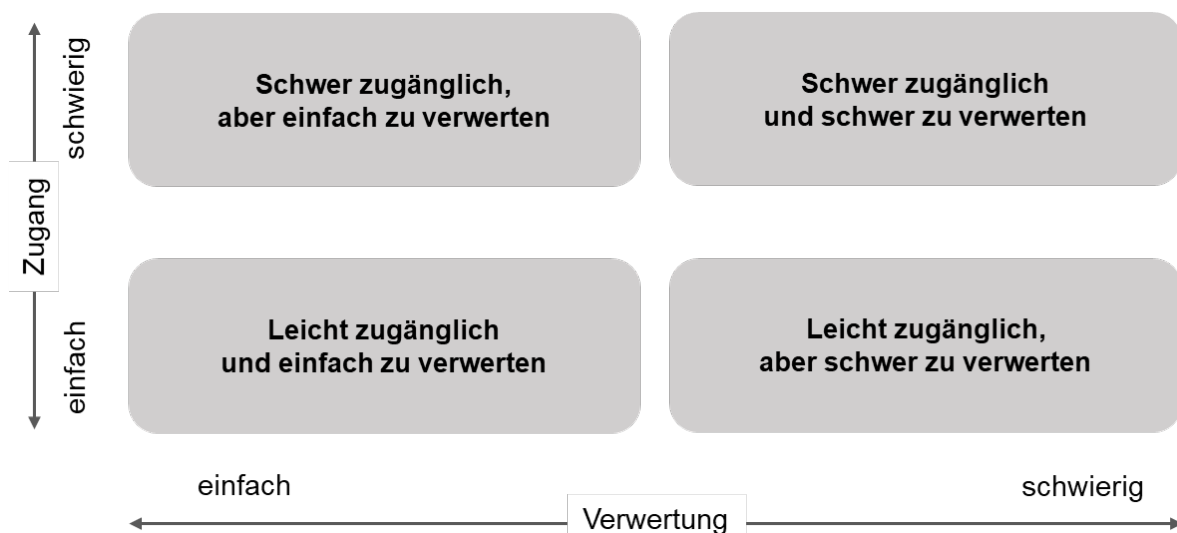 schwierig
Schwer zugänglich,
aber einfach zu verwerten
Schwer zugänglich
und schwer zu verwerten
Zugang
einfach
Leicht zugänglich
und einfach zu verwerten
Leicht zugänglich,
aber schwer zu verwerten
einfach
schwierig
Verwertung